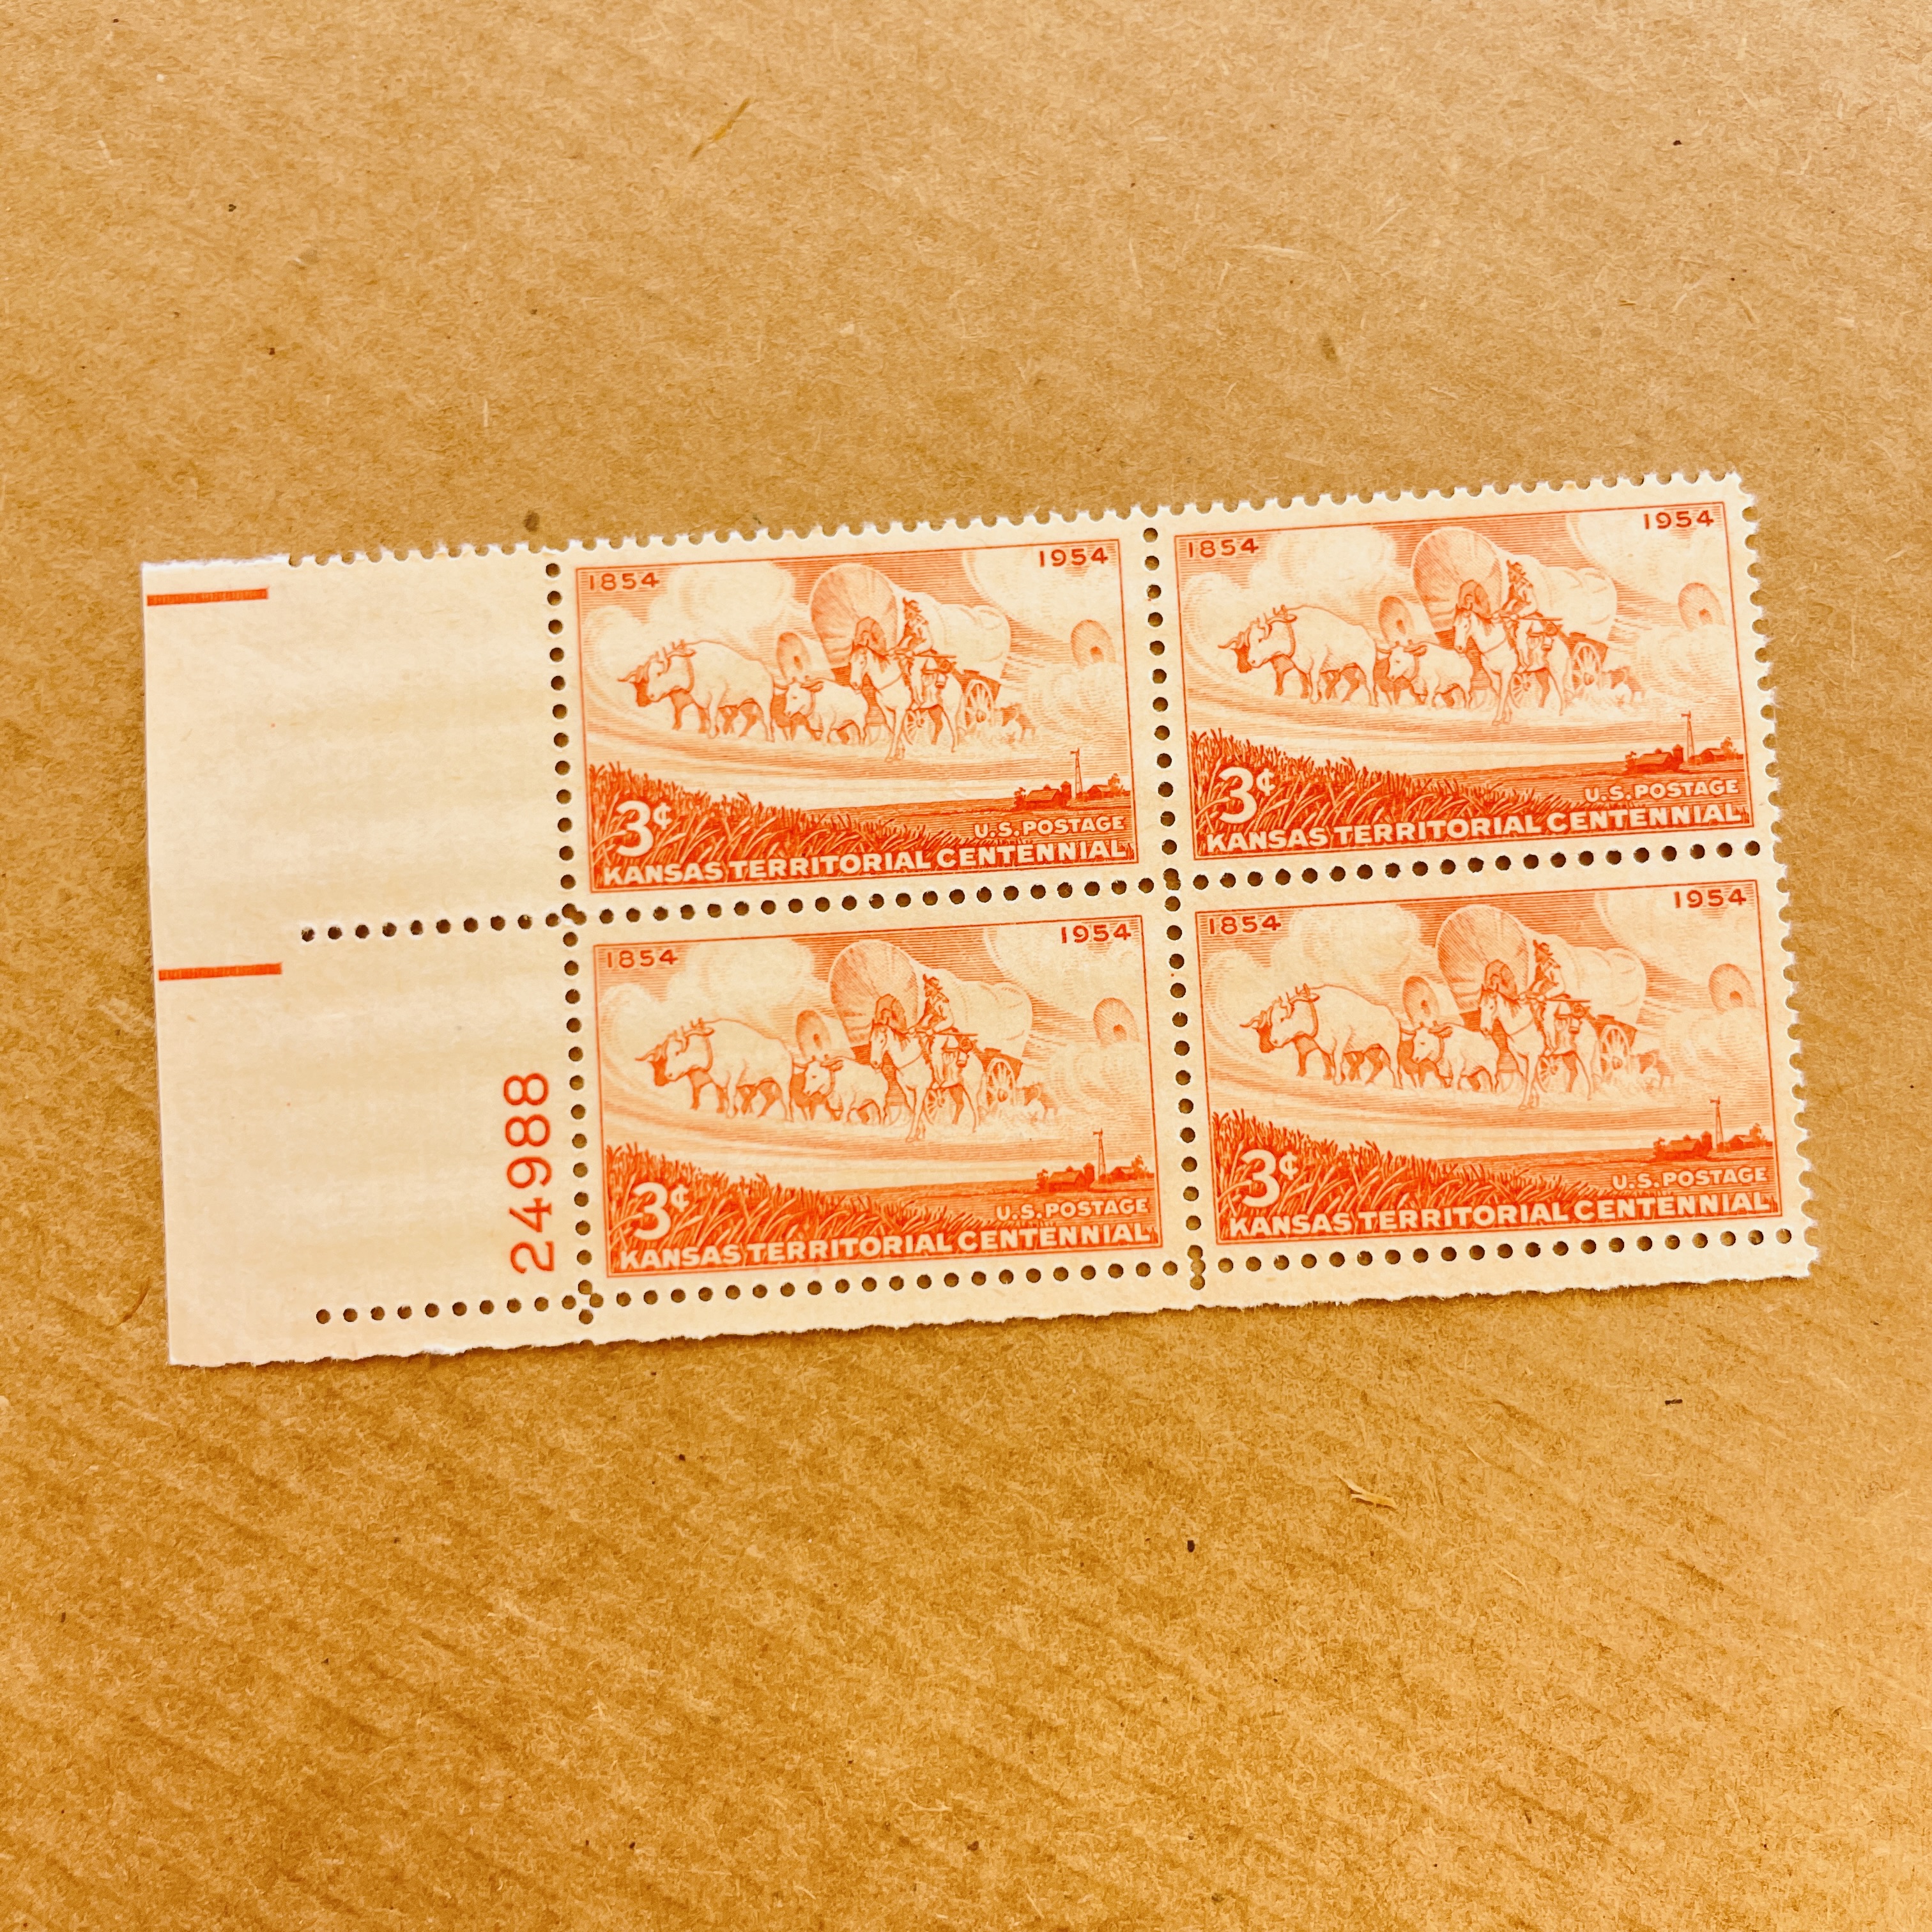 1854 1954
3¢
U.S. POSTAGE
KANSAS TERRITORIAL CENTENNIAL
1854 1954
3¢
U.S. POSTAGE
KANSAS TERRITORIAL CENTENNIAL
24988
1854 1954
3¢
U.S. POSTAGE
KANSAS TERRITORIAL CENTENNIAL
1854 1954
3¢
U.S. POSTAGE
KANSAS TERRITORIAL CENTENNIAL